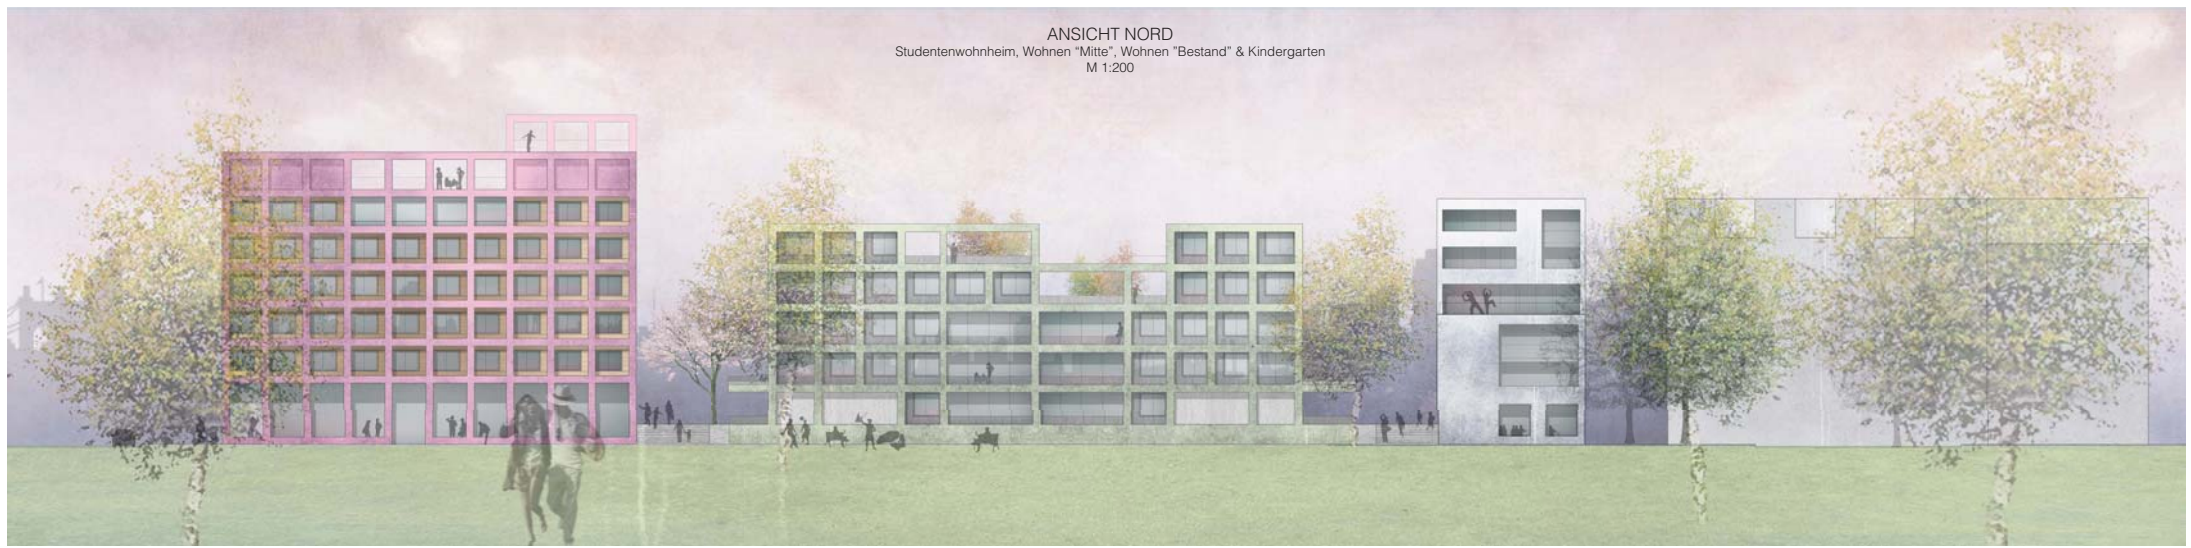 ANSICHT NORD
Studentenwohnheim, Wohnen “Mitte”, Wohnen ”Bestand” & Kindergarten
M 1:200